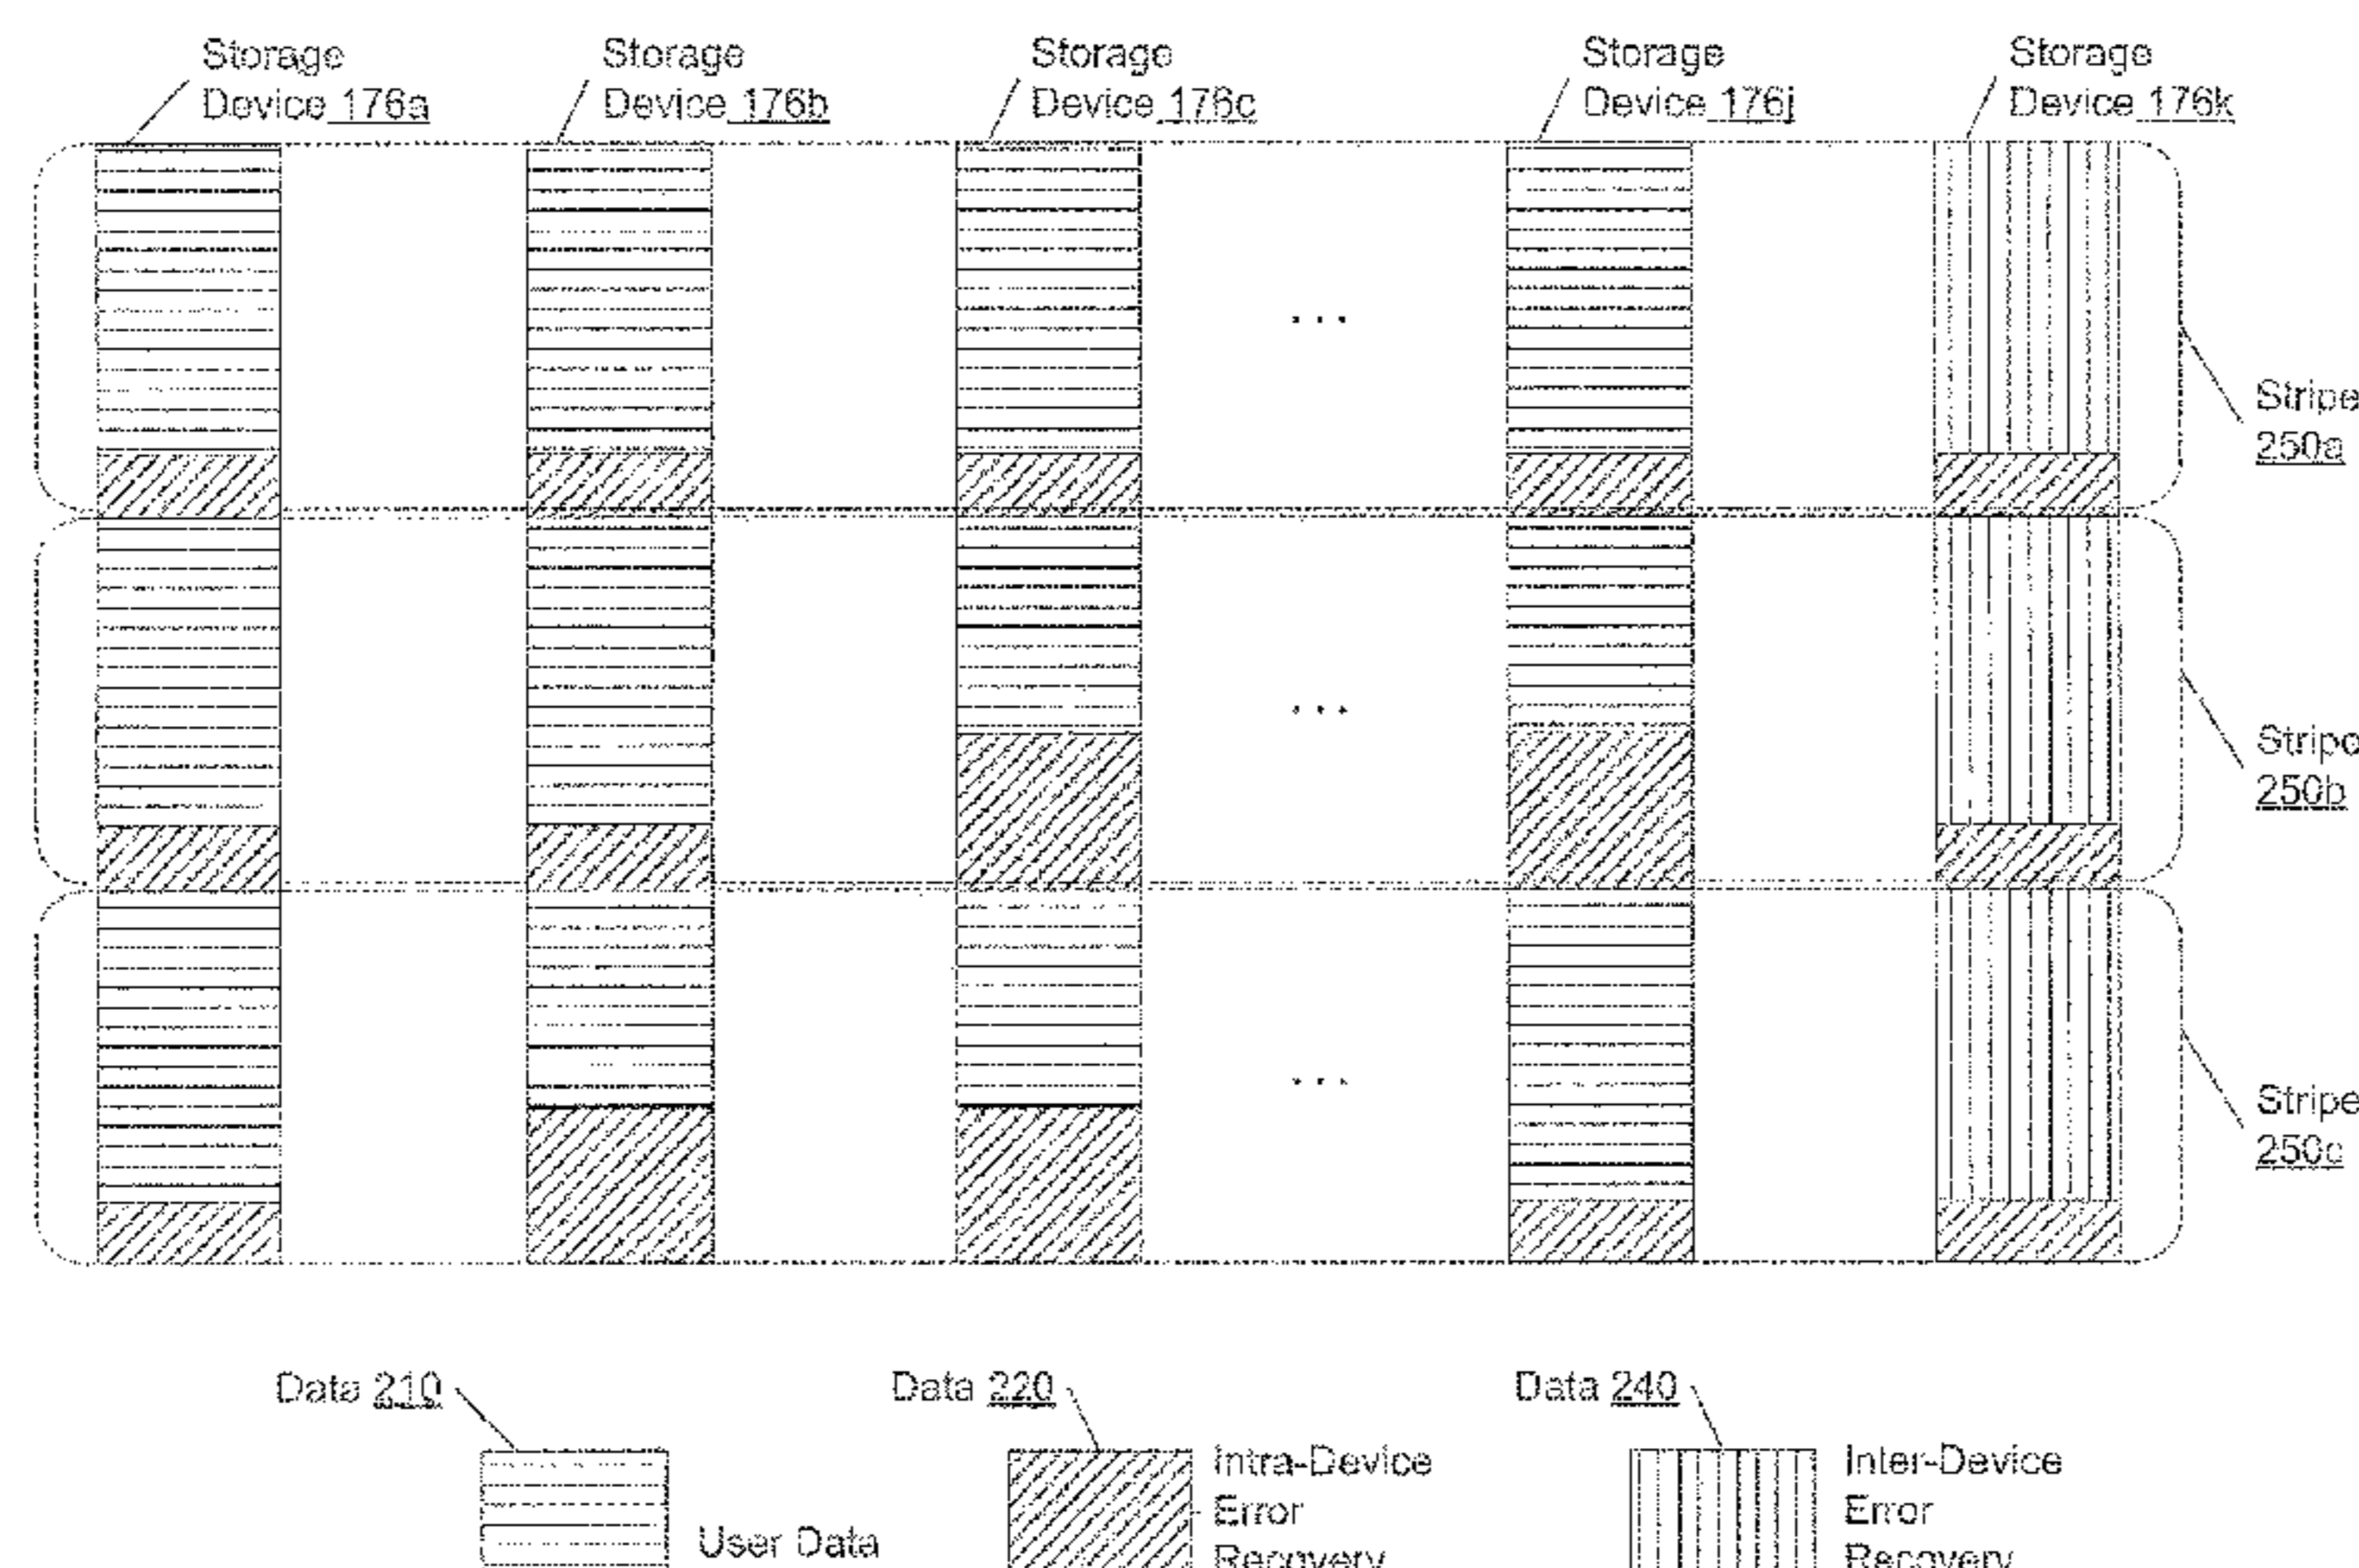 Storage
Device 176a
Storage
Device 176b
Storage
Device 176c
Storage
Device 176j
Storage
Device 176k
...
Stripe
250a
...
Stripe
250b
...
Stripe
250c
Data 210
User Data
Data 220
Intra-Device
Error
Recovery
Data 240
Inter-Device
Error
Recovery